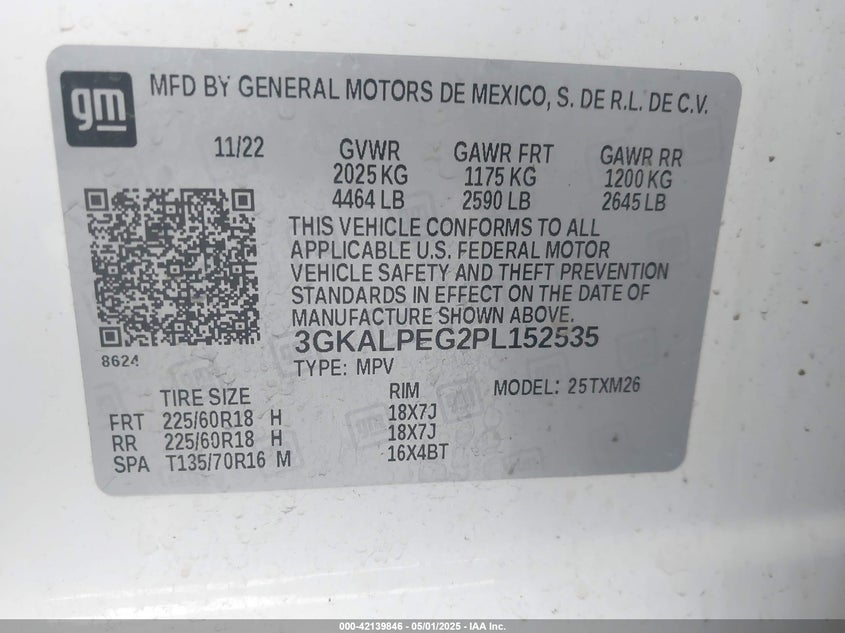 gm
MFD BY GENERAL MOTORS DE MEXICO, S. DE R.L. DE C.V.
11/22 GVWR GAWR FRT GAWR RR
2025 KG 1175 KG 1200 KG
4464 LB 2590 LB 2645 LB
THIS VEHICLE CONFORMS TO ALL
APPLICABLE U.S. FEDERAL MOTOR
VEHICLE SAFETY AND THEFT PREVENTION
STANDARDS IN EFFECT ON THE DATE OF
MANUFACTURE SHOWN ABOVE.
3GKALPEG2PL152535
8624
TYPE: MPV
TIRE SIZE RIM MODEL: 25TXM26
FRT 225/60R18 H 18X7J
RR 225/60R18 H 18X7J
SPA T135/70R16 M 16X4BT
000-42139846 - 05/01/2025 - IAA Inc.